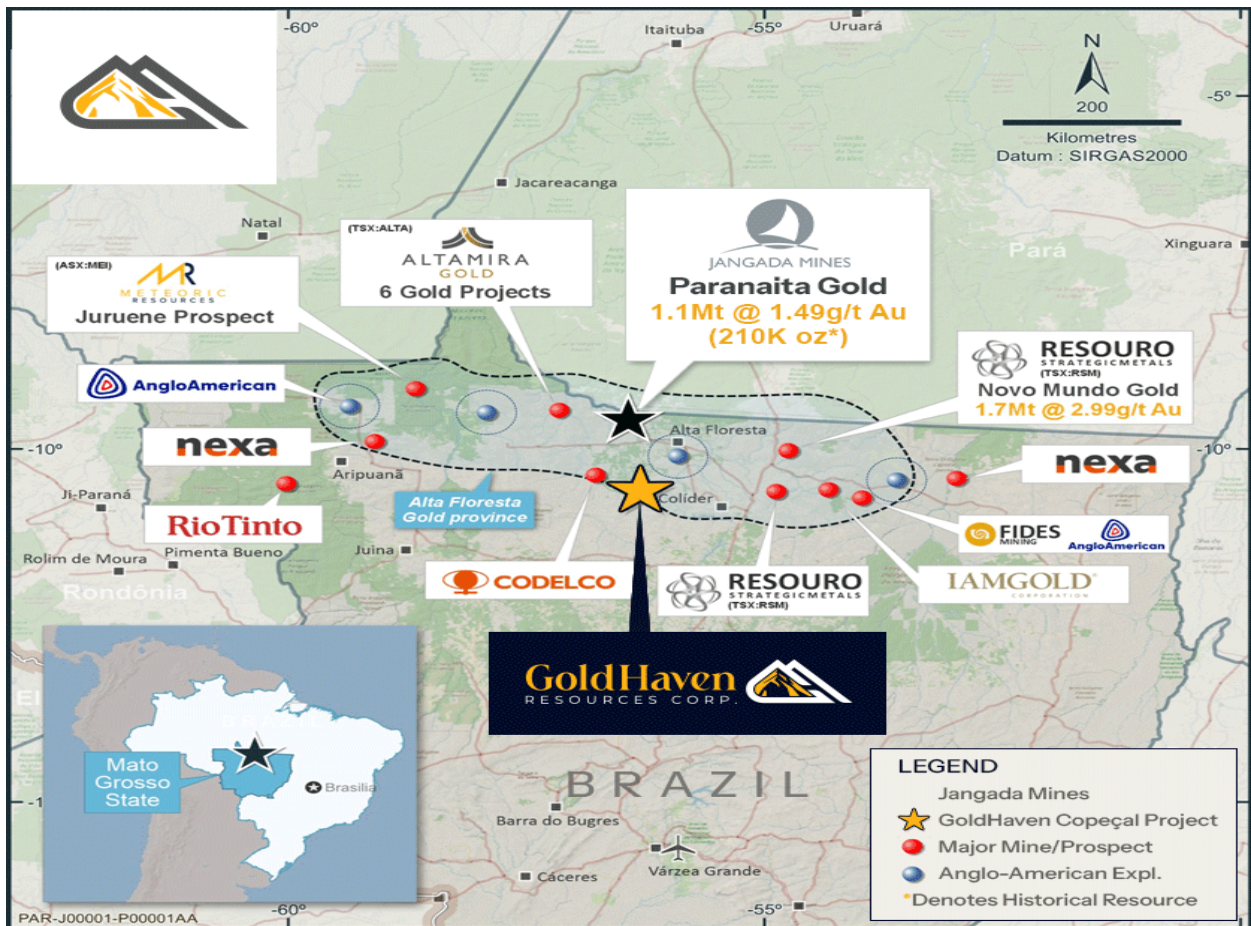 -60º
-55º
Itaituba
Uruará
N
200
Kilometres
Datum : SIRGAS2000
-5º
Jacareacanga
Natal
Pará
Xinguara
(ASX:MEI)
METEORIC
RESOURCES
Juruene Prospect
(TSX:ALTA)
ALTAMIRA
GOLD
6 Gold Projects
JANGADA MINES
Paranaita Gold
1.1Mt @ 1.49g/t Au
(210K oz*)
RESOURO
STRATEGICMETALS
(TSX:RSM)
Novo Mundo Gold
1.7Mt @ 2.99g/t Au
AngloAmerican
nexa
-10º
Aripuanã
Alta Floresta
-10º
nexa
Ji-Paraná
RioTinto
Alta Floresta
Gold province
Colíder
FIDES
MINING
AngloAmerican
Rolim de Moura
Pimenta Bueno
Juina
CODELCO
RESOURO
STRATEGICMETALS
(TSX:RSM)
IAMGOLD
CORPORATION
Rondônia
GoldHaven
RESOURCES CORP.
BRAZIL
Mato
Grosso
State
Brasilia
BRAZIL
Barra do Bugres
Várzea Grande
Cáceres
LEGEND
Jangada Mines
GoldHaven Copeçal Project
Major Mine/Prospect
Anglo-American Expl.
*Denotes Historical Resource
PAR-J00001-P00001AA
-60º
-55º